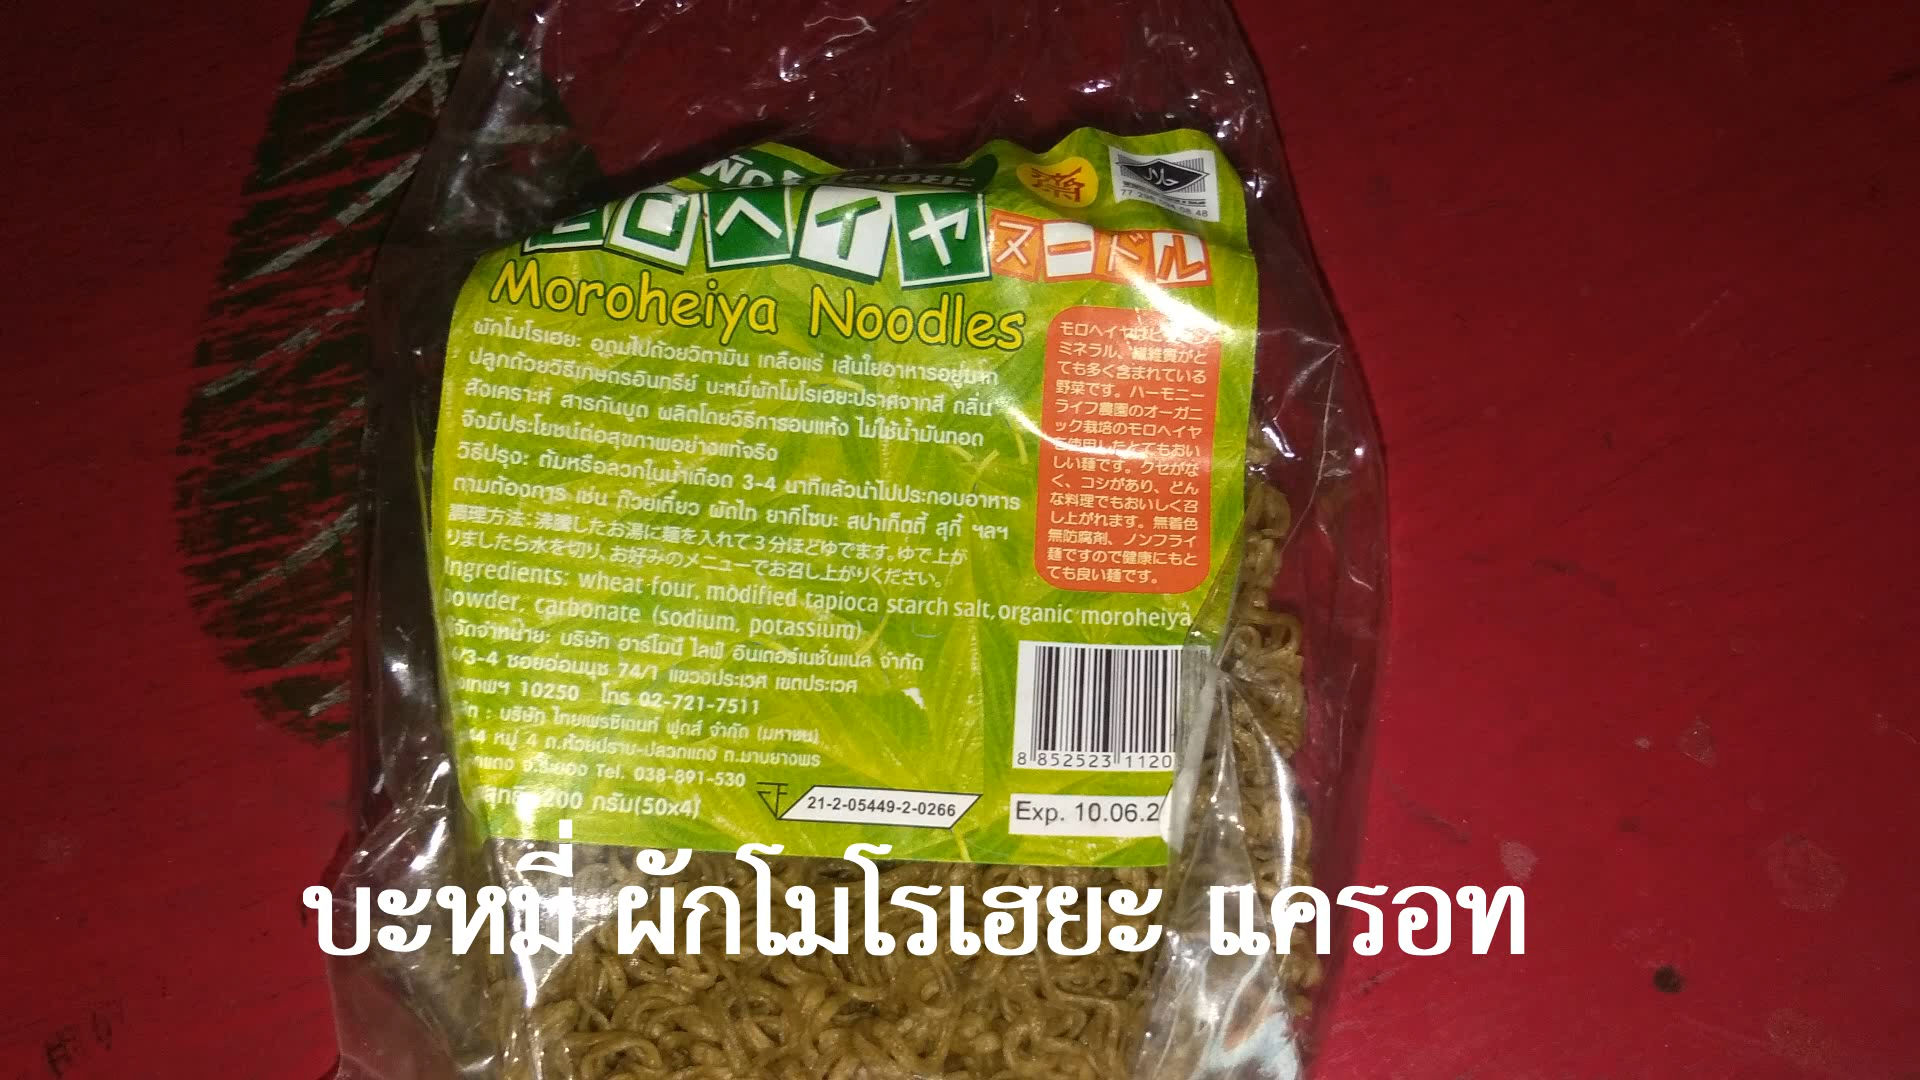 齋
モロヘイヤヌードル
Moroheiya Noodles
ผักโมโรเฮยะ อุดมไปด้วยวิตามิน เกลือแร่ เส้นใยอาหารอยู่มาก
ปลูกด้วยวิธีเกษตรอินทรีย์ บะหมี่ผักโมโรเฮยะปราศจากสี กลิ่น
สังเคราะห์ สารกันบูด ผลิตโดยวิธีการอบแห้ง ไม่ใช้น้ำมันทอด
จึงมีประโยชน์ต่อสุขภาพอย่างแท้จริง
วิธีปรุง: ต้มหรือลวกในน้ำเดือด 3-4 นาทีแล้วนำไปประกอบอาหาร
ตามต้องการ เช่น ก๊วยเตี๋ยว ผัดไท ยากิโซบะ สปาเก็ตตี้ สุกี้ ฯลฯ
調理方法:沸騰したお湯に麺を入れて3分ほどゆでます。ゆで上が
りましたら水を切り、お好みのメニューでお召し上がりください。
Ingredients: wheat four, modified tapioca starch salt, organic moroheiya
powder, carbonate (sodium, potassium)
จัดจำหน่าย: บริษัท ฮาร์โมนี ไลฟ์ อินเตอร์เนชั่นแนล จำกัด
/3-4 ซอยอ่อนนุช 74/1 แขวงประเวศ เขตประเวศ
10250 โทร 02-721-7511
: บริษัท ไทยเพรซิเดนท์ ฟูดส์ จำกัด (มหาชน)
หมู่ 4 ถ.ห้วยปราบ-ปลวกแดง ต.มาบยางพร
Tel. 038-891-530
200 กรัม(50x4)
21-2-05449-2-0266
モロヘイヤは
ミネラル、繊維質がと
ても多く含まれている
野菜です。ハーモニー
ライフ農園のオーガニ
ック栽培のモロヘイヤ
を使用したとてもおい
しい麺です。クセがな
く、コシがあり、どん
な料理でもおいしく召
し上がれます。無着色
無防腐剤、ノンフライ
麺ですので健康にもと
ても良い麺です。
8 852523 1120
Exp. 10.06.2
บะหมี่ ผักโมโรเฮยะ แครอท